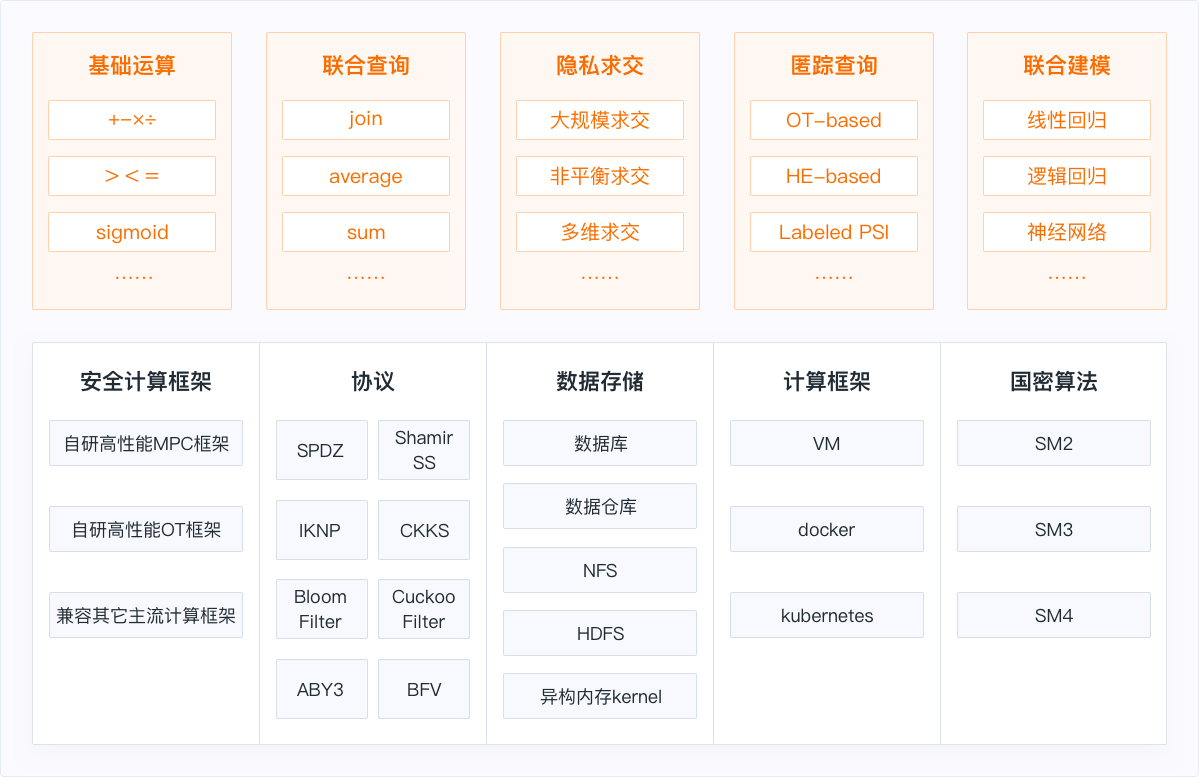 基础运算
+−×÷
> < =
sigmoid
······
联合查询
join
average
sum
······
隐私求交
大规模求交
非平衡求交
多维求交
······
匿踪查询
OT−based
HE−based
Labeled PSI
······
联合建模
线性回归
逻辑回归
神经网络
······
安全计算框架
自研高性能MPC框架
自研高性能OT框架
兼容其它主流计算框架
协议
SPDZ
Shamir
SS
IKNP
CKKS
Bloom
Filter
Cuckoo
Filter
ABY3
BFV
数据存储
数据库
数据仓库
NFS
HDFS
异构内存kernel
计算框架
VM
docker
kubernetes
国密算法
SM2
SM3
SM4